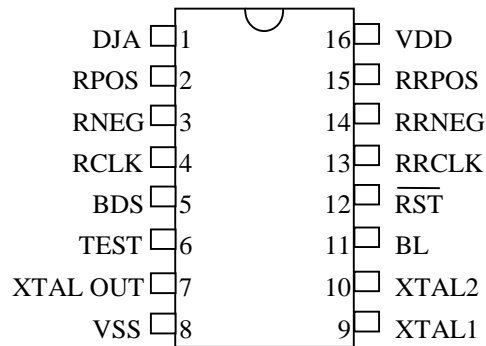 DJA 1 16 VDD
RPOS 2 15 RRPOS
RNEG 3 14 RRNEG
RCLK 4 13 RRCLK
BDS 5 12 R̅S̅T̅
TEST 6 11 BL
XTAL OUT 7 10 XTAL2
VSS 8 9 XTAL1